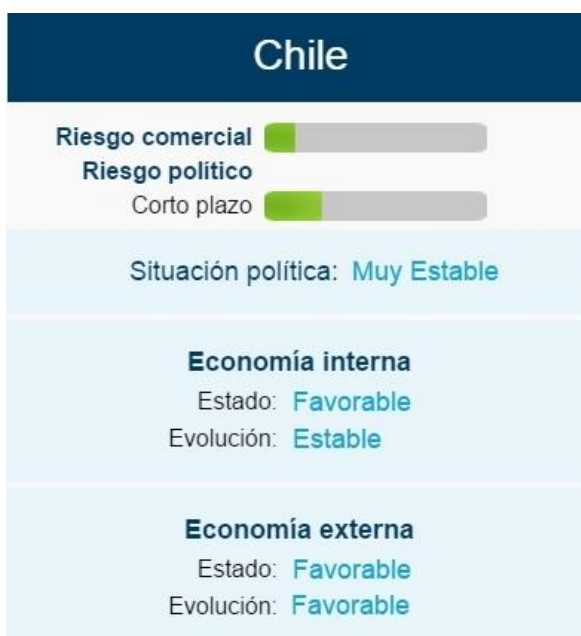 Chile
Riesgo comercial
Riesgo político
Corto plazo
Situación política: Muy Estable
Economía interna
Estado: Favorable
Evolución: Estable
Economía externa
Estado: Favorable
Evolución: Favorable